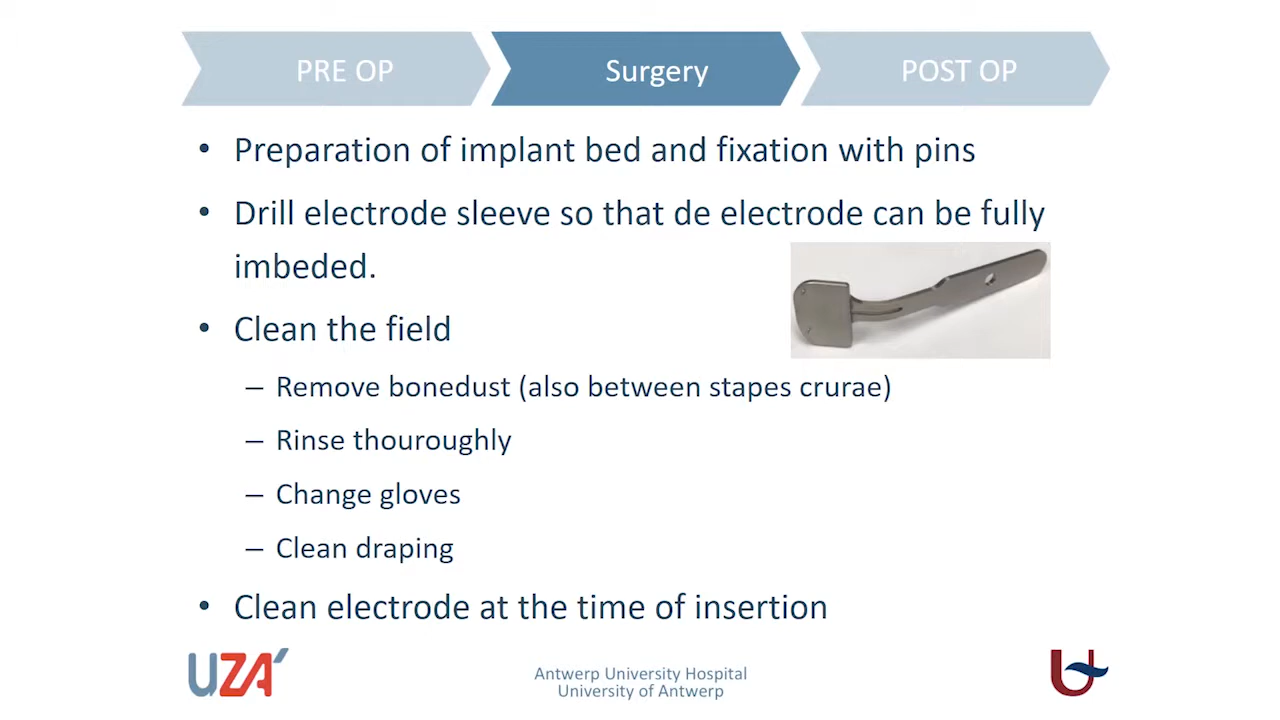 PRE OP
Surgery
POST OP
• Preparation of implant bed and fixation with pins
• Drill electrode sleeve so that de electrode can be fully
imbeded.
• Clean the field
– Remove bonedust (also between stapes crurae)
– Rinse thouroughly
– Change gloves
– Clean draping
• Clean electrode at the time of insertion
UZA'
Antwerp University Hospital
University of Antwerp